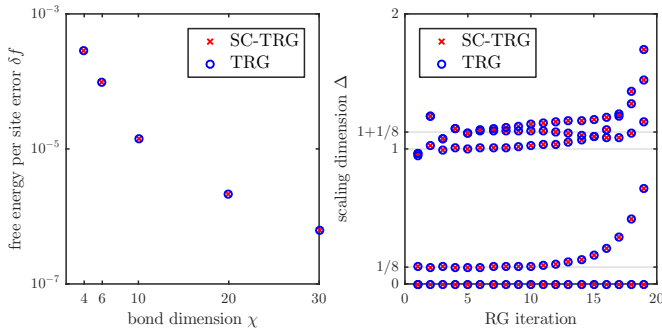 free energy per site error δf
10⁻³
10⁻⁵
10⁻⁷
SC-TRG
TRG
4 6 10 20 30
bond dimension χ
scaling dimension Δ
2
1+1/8
1
1/8
0
SC-TRG
TRG
0 5 10 15 20
RG iteration